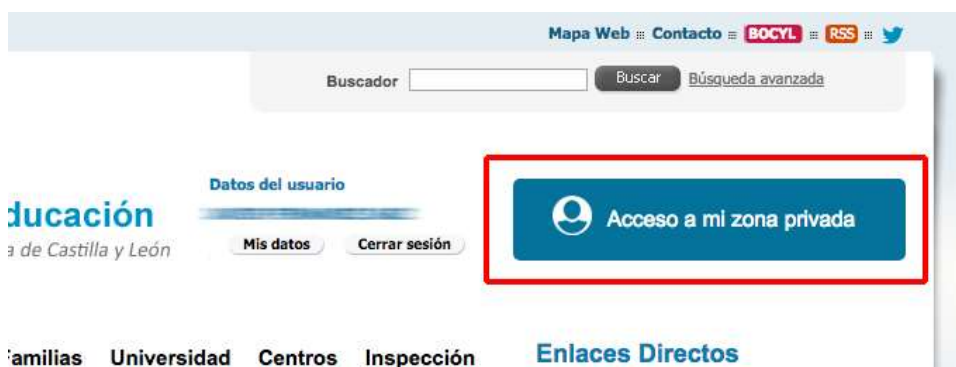 Mapa Web Contacto BOCYL RSS
Buscador Buscar Búsqueda avanzada
Datos del usuario
ducación
a de Castilla y León
Mis datos Cerrar sesión
Acceso a mi zona privada
Familias Universidad Centros Inspección
Enlaces Directos